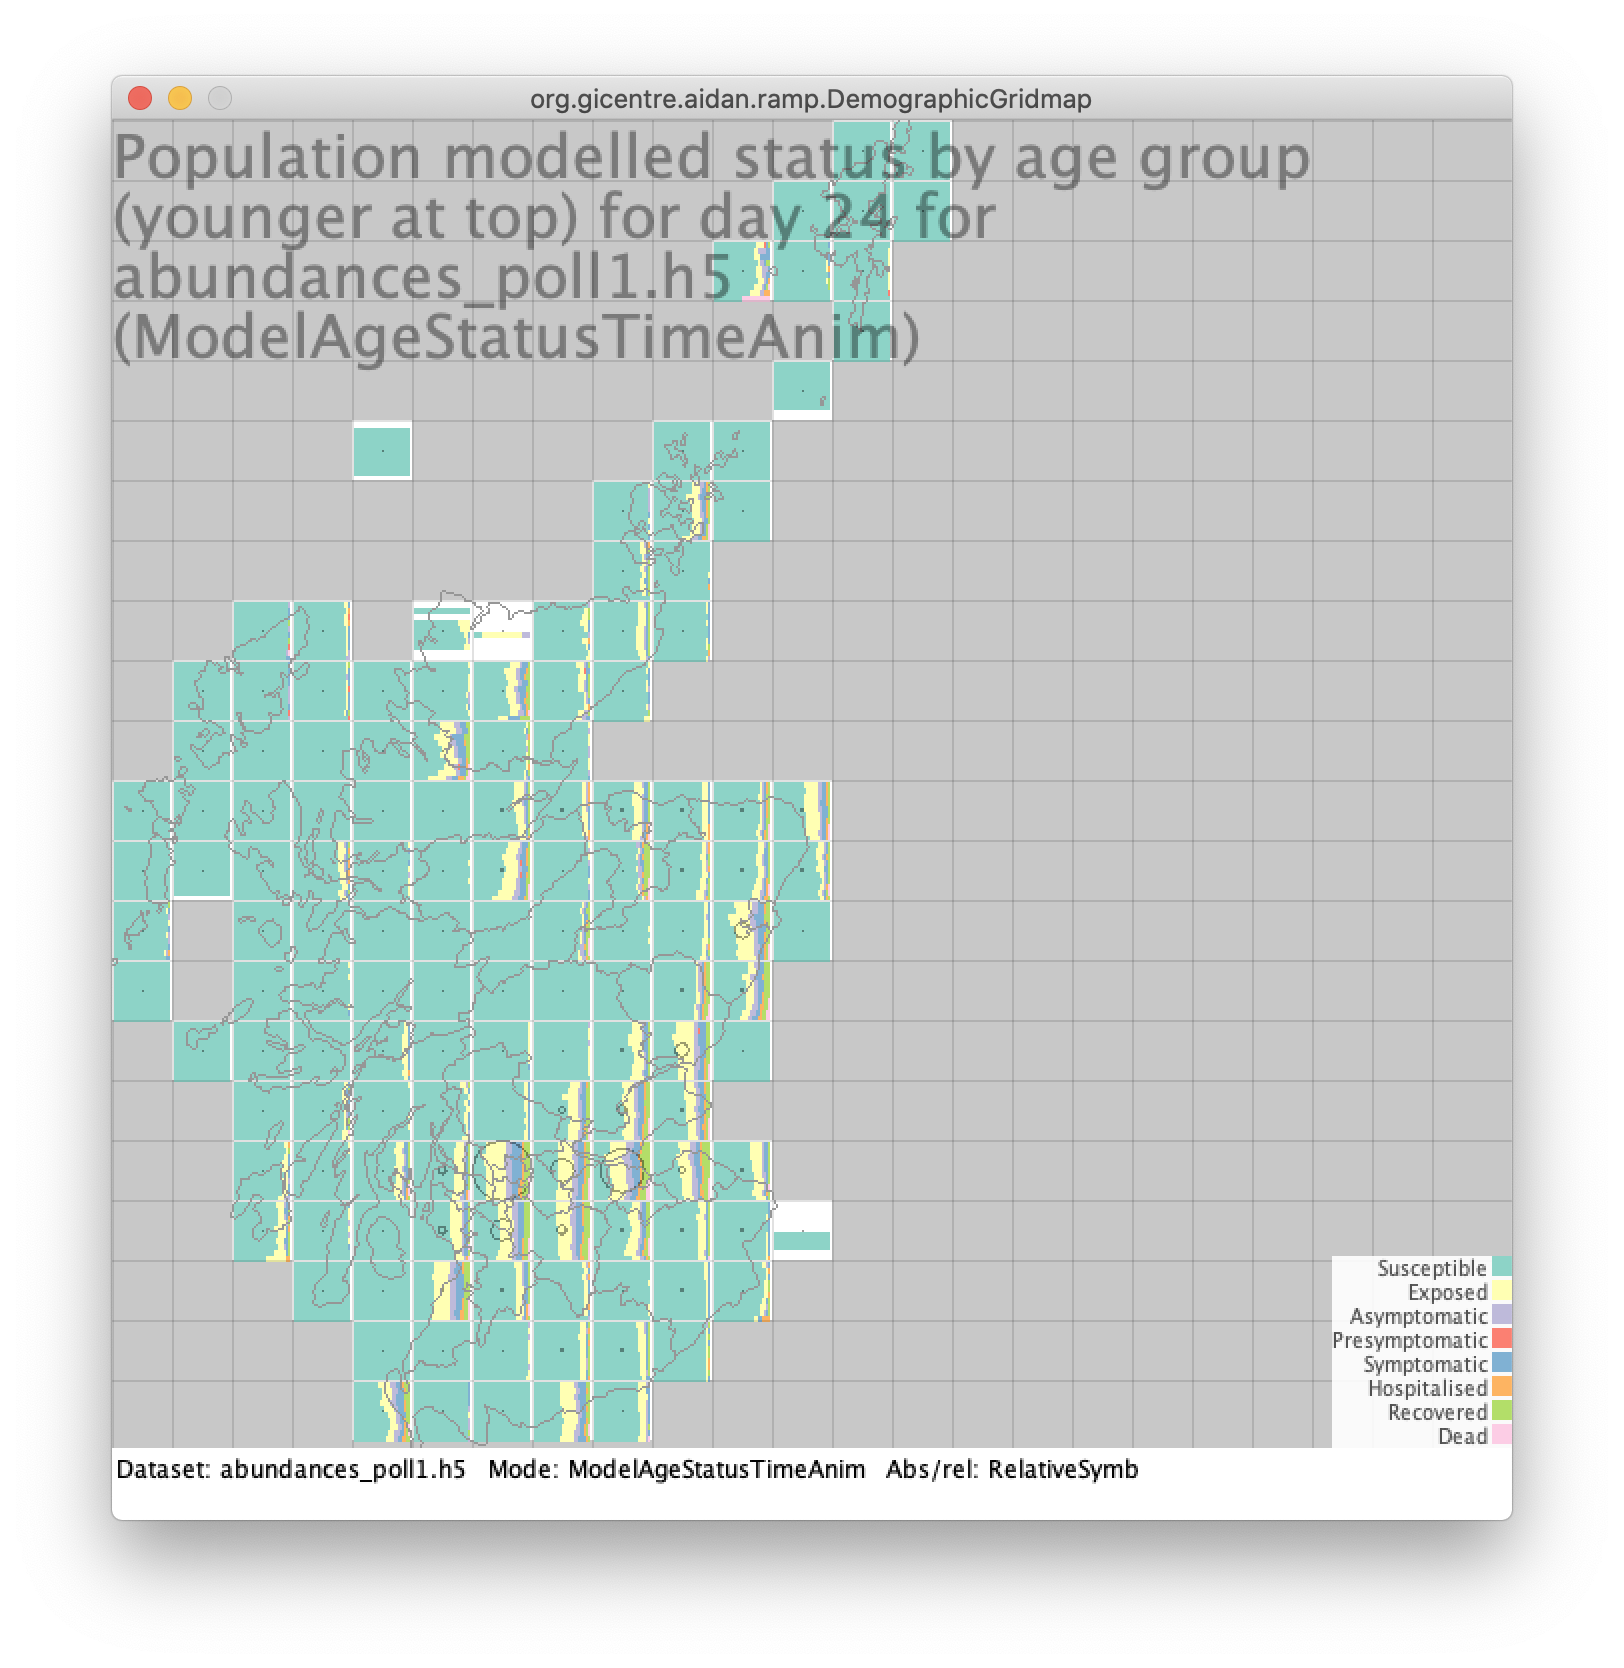 org.gicentre.aidan.ramp.DemographicGridmap
Population modelled status by age group
(younger at top) for day 24 for
abundances_poll1.h5
(ModelAgeStatusTimeAnim)
Susceptible
Exposed
Asymptomatic
Presymptomatic
Symptomatic
Hospitalised
Recovered
Dead
Dataset: abundances_poll1.h5 Mode: ModelAgeStatusTimeAnim Abs/rel: RelativeSymb